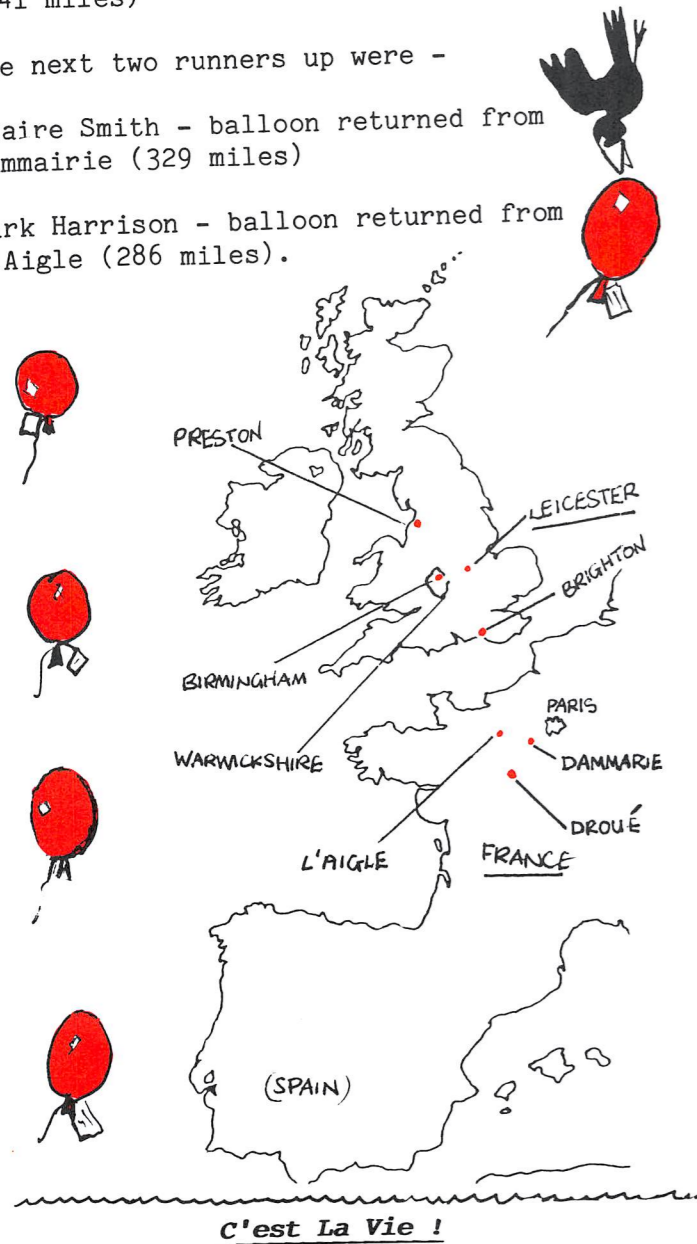 41 miles)
e next two runners up were -
aire Smith - balloon returned from
mmairie (329 miles)
rk Harrison - balloon returned from
Aigle (286 miles).
PRESTON
LEICESTER
BRIGHTON
BIRMINGHAM
WARWICKSHIRE
PARIS
DAMMARIE
DROUÉ
L'AIGLE
FRANCE
(SPAIN)
C'est La Vie !